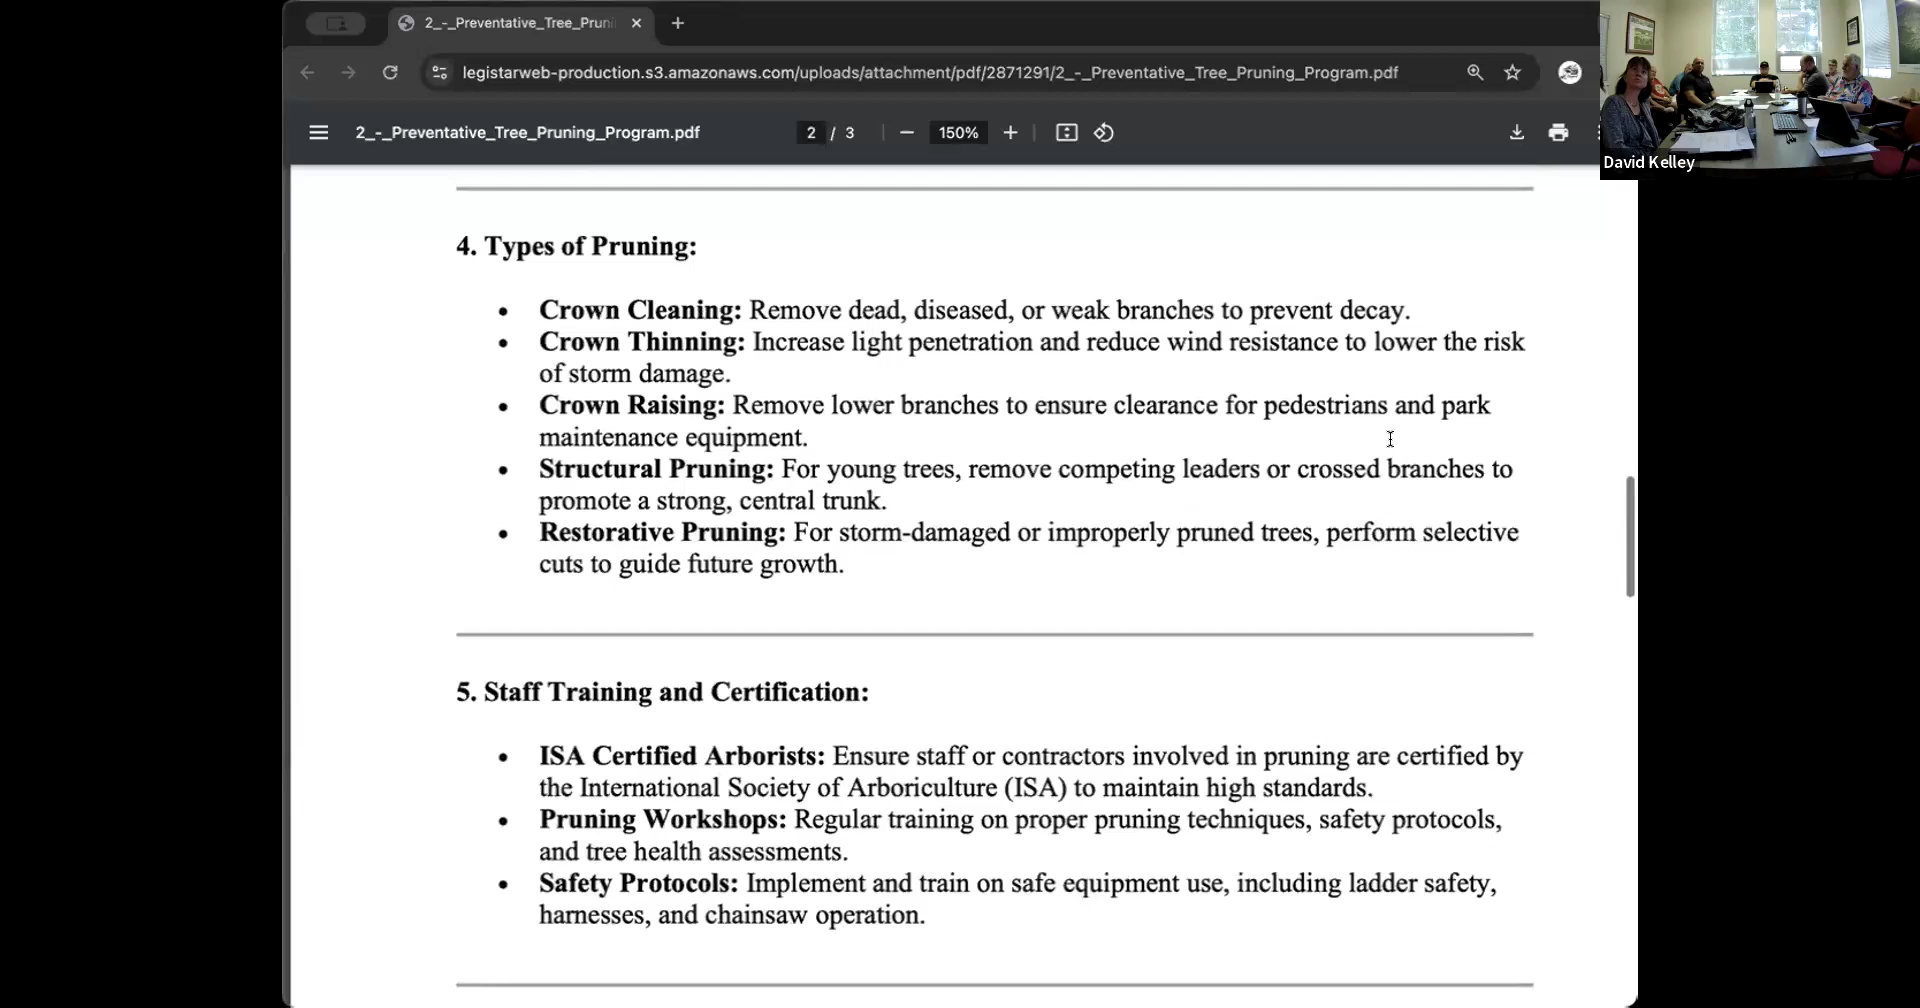 2_-_Preventative_Tree_Prun
legistarweb-production.s3.amazonaws.com/uploads/attachment/pdf/2871291/2_-_Preventative_Tree_Pruning_Program.pdf
2_-_Preventative_Tree_Pruning_Program.pdf
2 / 3
150%
David Kelley
4. Types of Pruning:
• Crown Cleaning: Remove dead, diseased, or weak branches to prevent decay.
• Crown Thinning: Increase light penetration and reduce wind resistance to lower the risk
of storm damage.
• Crown Raising: Remove lower branches to ensure clearance for pedestrians and park
maintenance equipment.
• Structural Pruning: For young trees, remove competing leaders or crossed branches to
promote a strong, central trunk.
• Restorative Pruning: For storm-damaged or improperly pruned trees, perform selective
cuts to guide future growth.
5. Staff Training and Certification:
• ISA Certified Arborists: Ensure staff or contractors involved in pruning are certified by
the International Society of Arboriculture (ISA) to maintain high standards.
• Pruning Workshops: Regular training on proper pruning techniques, safety protocols,
and tree health assessments.
• Safety Protocols: Implement and train on safe equipment use, including ladder safety,
harnesses, and chainsaw operation.